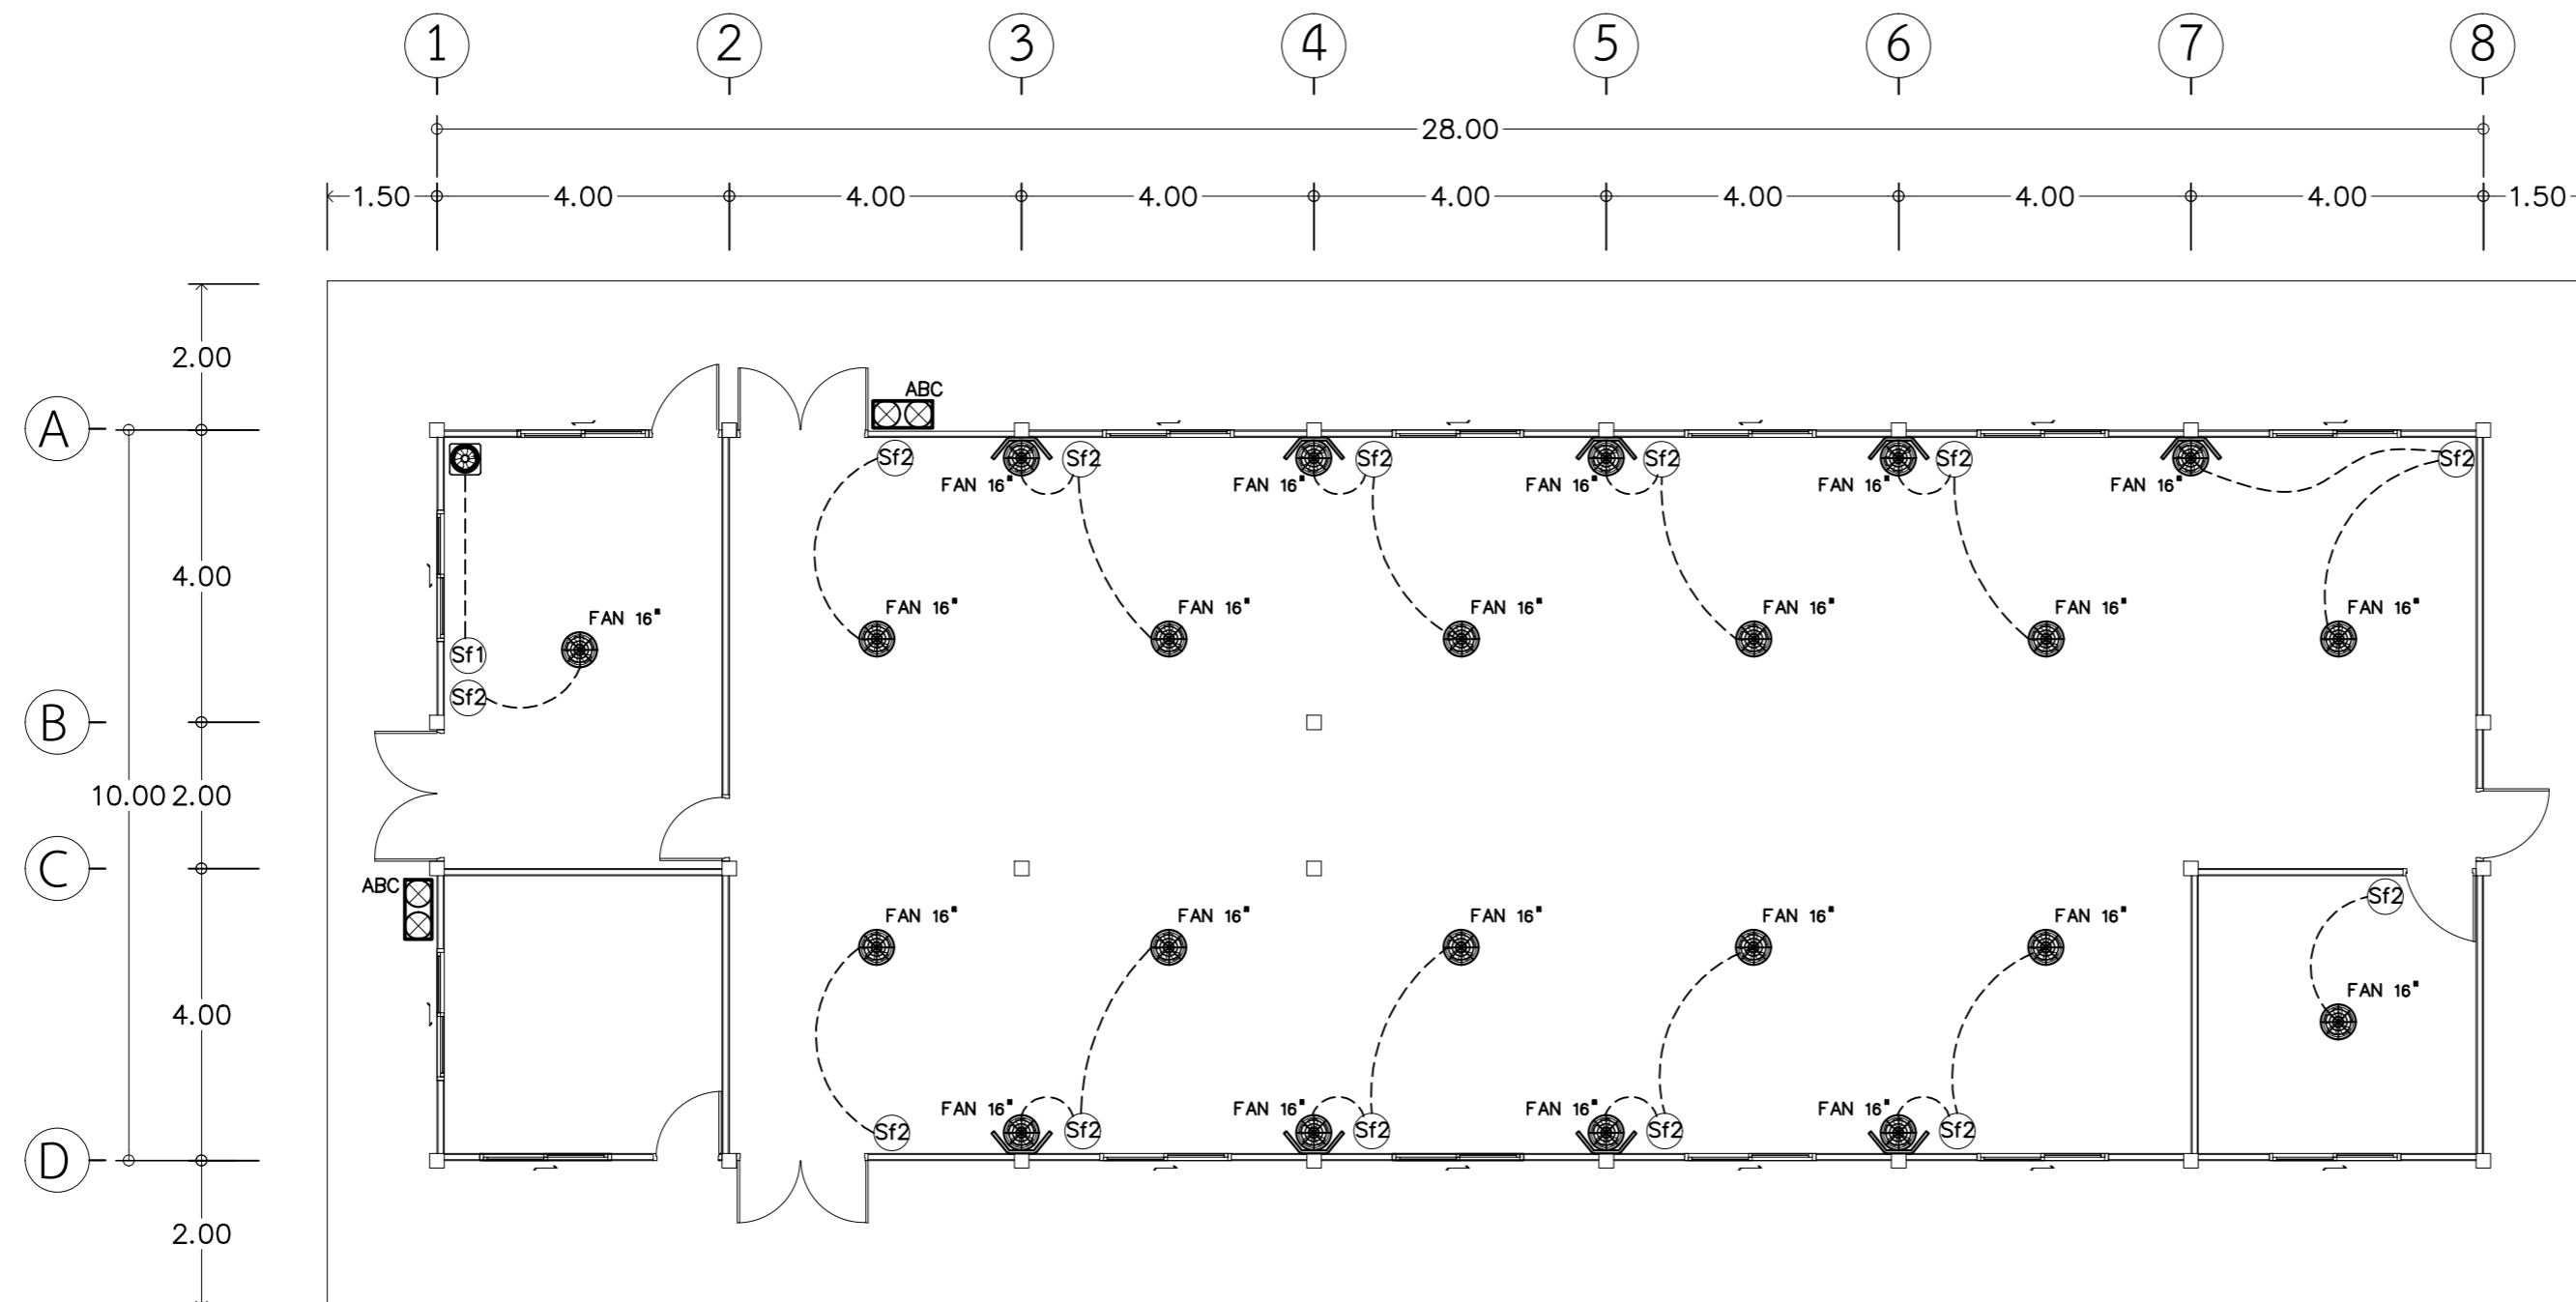 1 2 3 4 5 6 7 8
28.00
1.50 4.00 4.00 4.00 4.00 4.00 4.00 4.00 1.50
2.00
ABC
A
Sf2 Sf2 Sf2 Sf2 Sf2 Sf2
FAN 16" FAN 16" FAN 16" FAN 16" FAN 16"
4.00
FAN 16" FAN 16" FAN 16" FAN 16" FAN 16" FAN 16" FAN 16"
Sf1
Sf2
B
10.00 2.00
C
ABC
Sf2
FAN 16" FAN 16" FAN 16" FAN 16" FAN 16"
FAN 16"
4.00
FAN 16" FAN 16" FAN 16" FAN 16"
Sf2 Sf2 Sf2 Sf2 Sf2
D
2.00